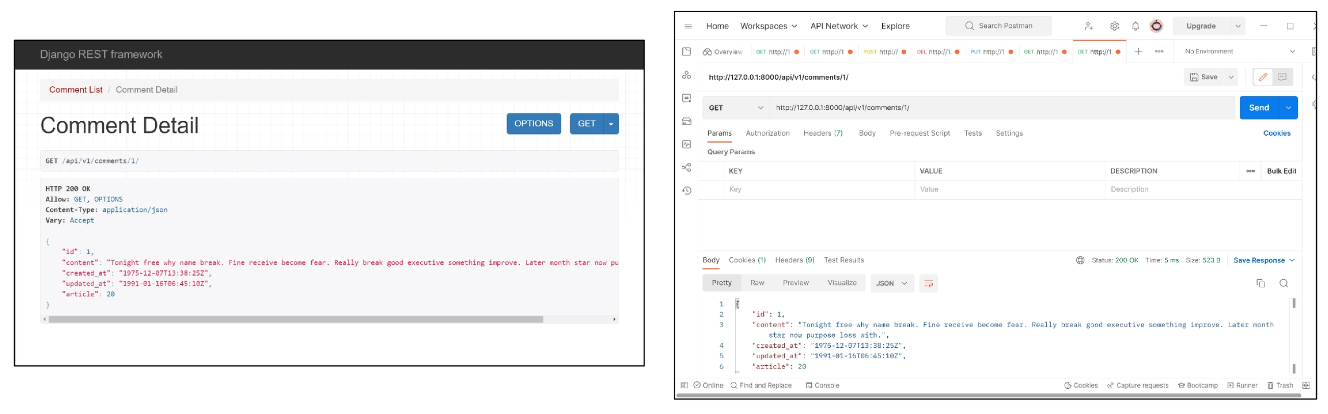 Django REST framework
Comment List / Comment Detail
Comment Detail
OPTIONS
GET
GET /api/v1/comments/1/
HTTP 200 OK
Allow: GET, OPTIONS
Content-Type: application/json
Vary: Accept
{
"id": 1,
"content": "Tonight free why name break. Fine receive become fear. Really break good executive something improve. Later month star now pu
"created_at": "1975-12-07T13:38:25Z",
"updated_at": "1991-01-16T06:45:10Z",
"article": 20
}
Home Workspaces API Network Explore Search Postman Upgrade
Overview GET http://1 GET http://1 POST http:// DEL http://1 PUT http://1 GET http://1 GET http://1 No Environment
http://127.0.0.1:8000/api/v1/comments/1/ Save
GET http://127.0.0.1:8000/api/v1/comments/1/ Send
Params Authorization Headers (7) Body Pre-request Script Tests Settings Cookies
Query Params
KEY VALUE DESCRIPTION Bulk Edit
Key Value Description
Body Cookies (1) Headers (9) Test Results Status: 200 OK Time: 5 ms Size: 523 B Save Response
Pretty Raw Preview Visualize JSON
1 {
2 "id": 1,
3 "content": "Tonight free why name break. Fine receive become fear. Really break good executive something improve. Later month
star now purpose loss with.",
4 "created_at": "1975-12-07T13:38:25Z",
5 "updated_at": "1991-01-16T06:45:10Z",
6 "article": 20
Online Find and Replace Console Cookies Capture requests Bootcamp Runner Trash